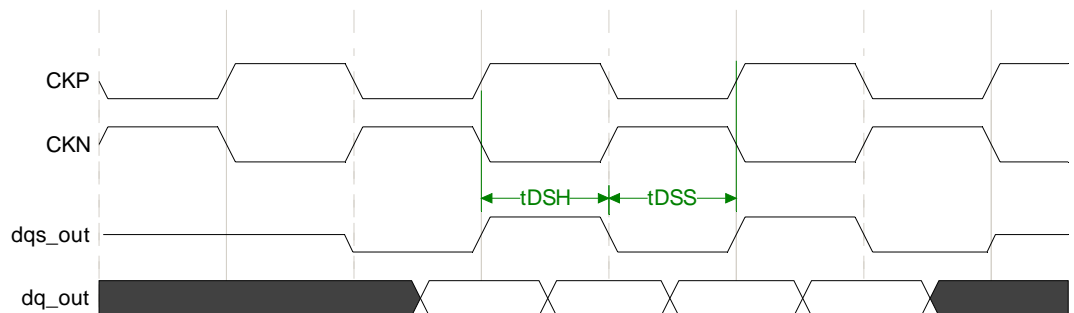 CKP
CKN
tDSH
tDSS
dqs_out
dq_out